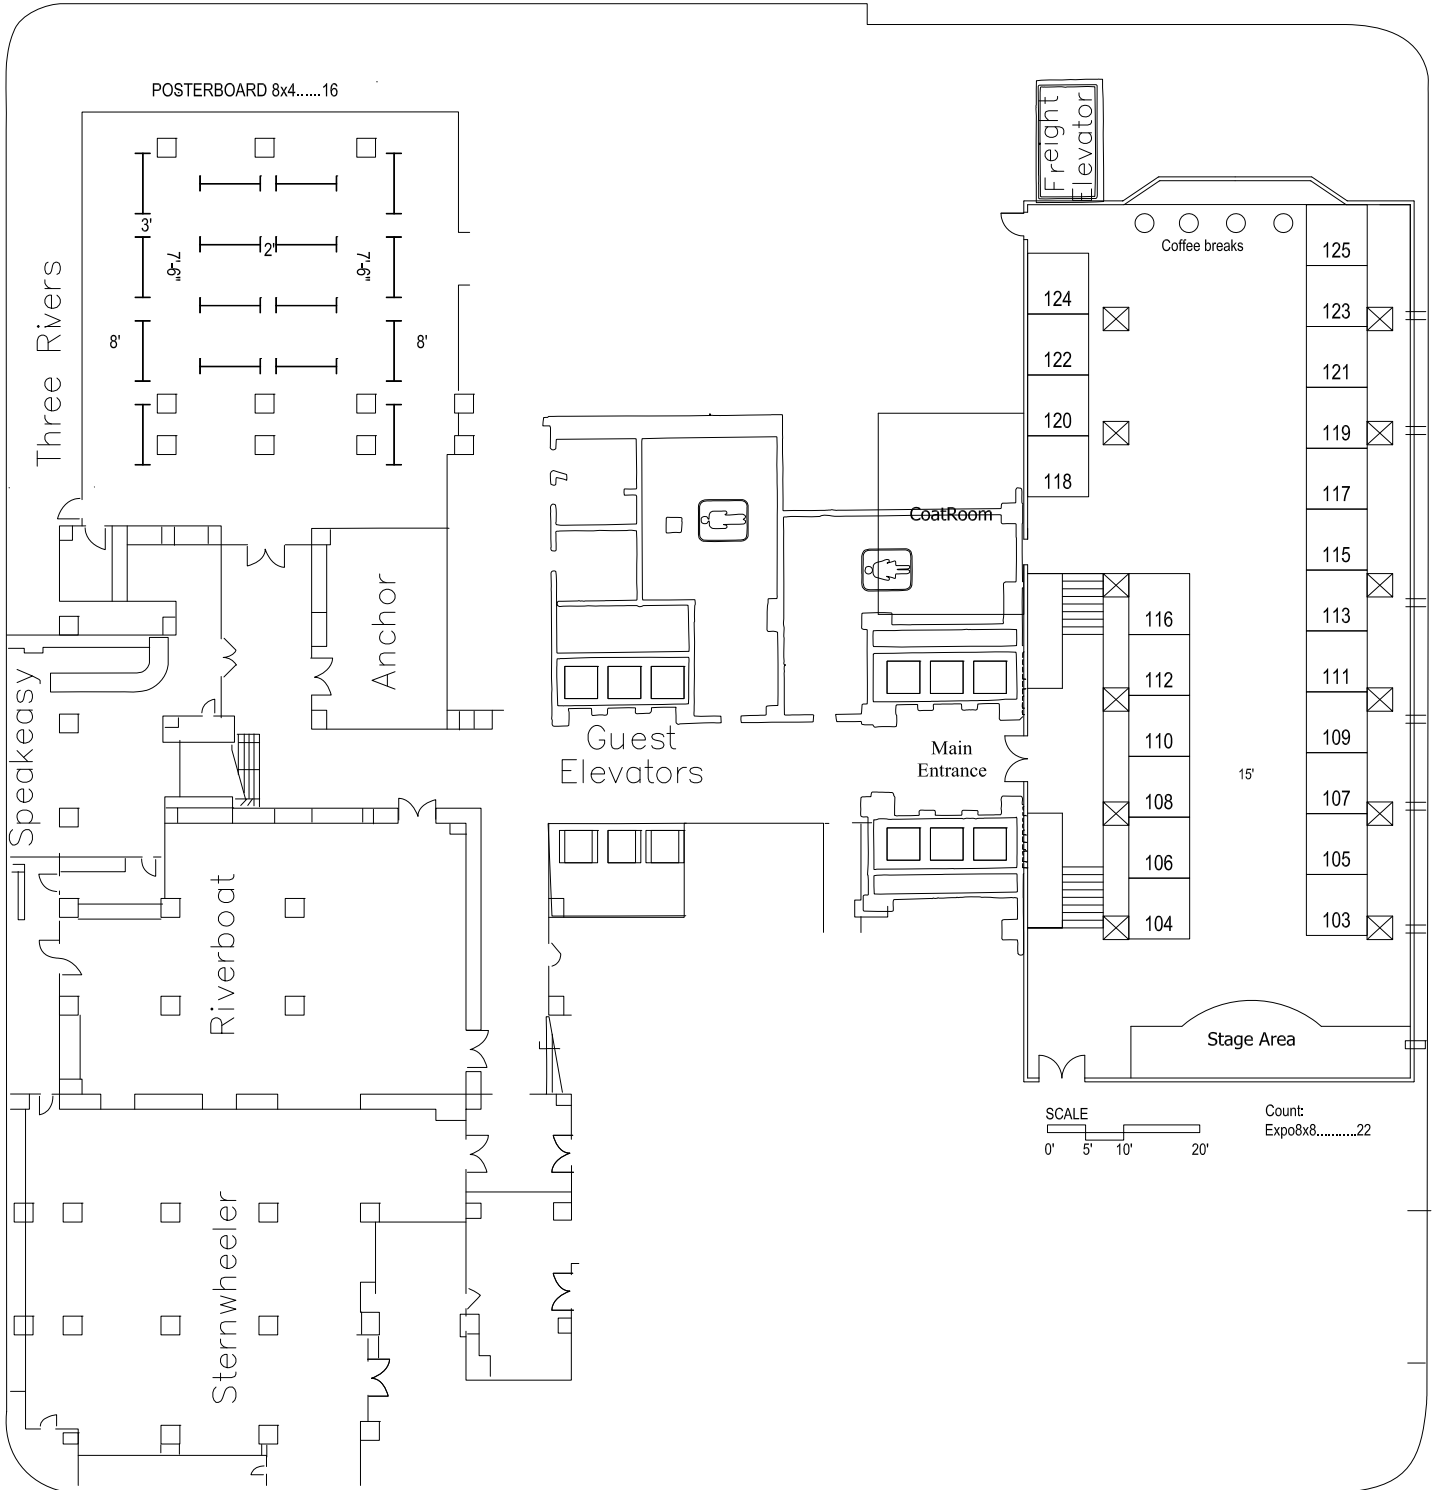 POSTERBOARD 8x4......16
3'
2'
7'-6"
7'-6"
8'
8'
Three Rivers
Anchor
Speakeasy
Guest
Elevators
Riverboat
Sternwheeler
CoatRoom
Main
Entrance
Freight
Elevator
Coffee breaks
125
124
123
122
121
120
119
118
117
115
116
113
112
111
110
109
15'
108
107
106
105
104
103
Stage Area
SCALE
0' 5' 10' 20'
Count:
Expo8x8..........22